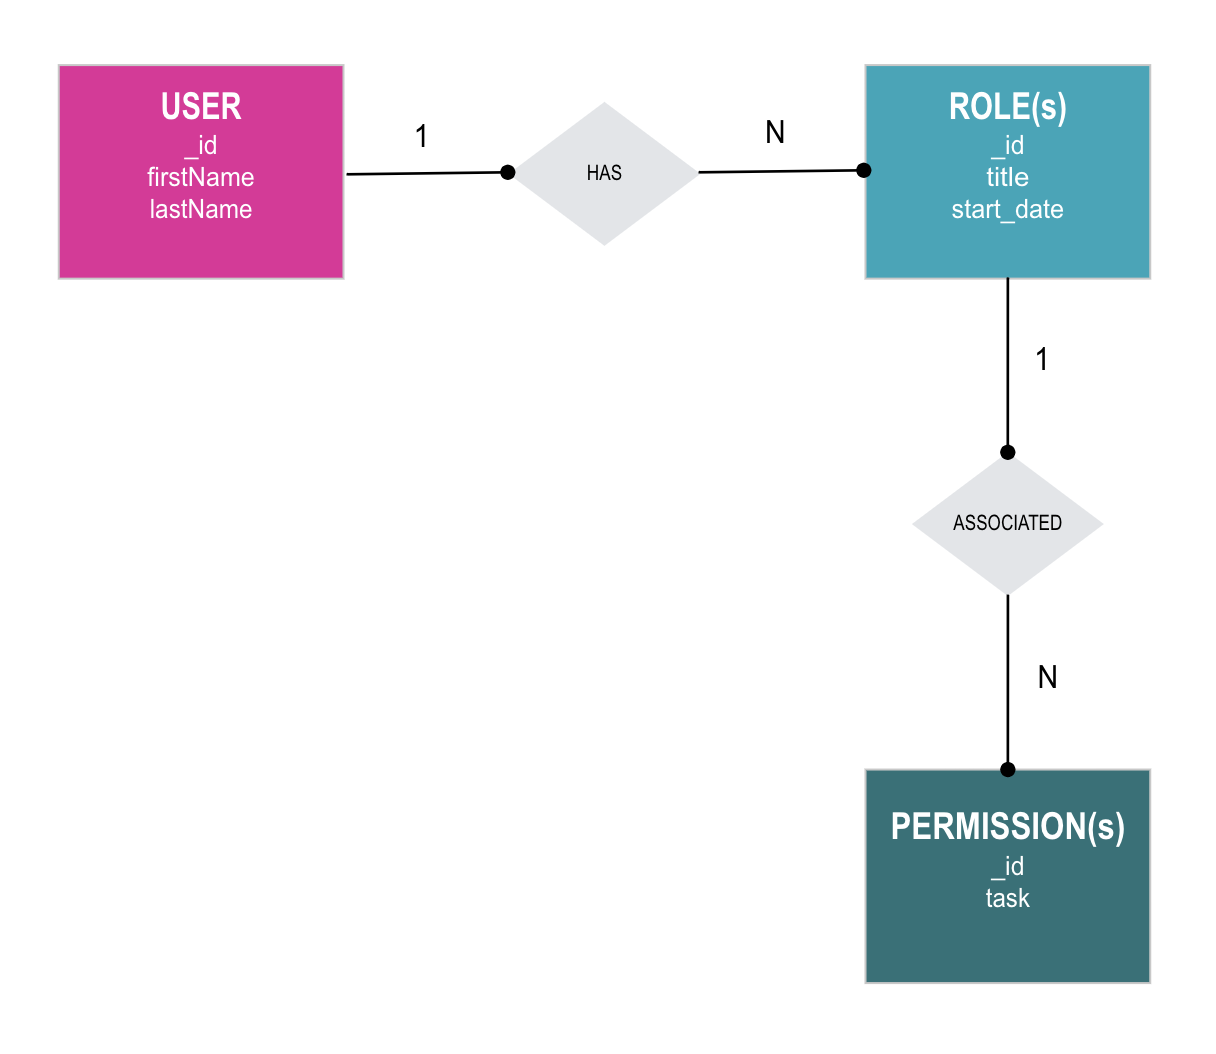 USER
_id
firstName
lastName
1
HAS
N
ROLE(s)
_id
title
start_date
1
ASSOCIATED
N
PERMISSION(s)
_id
task